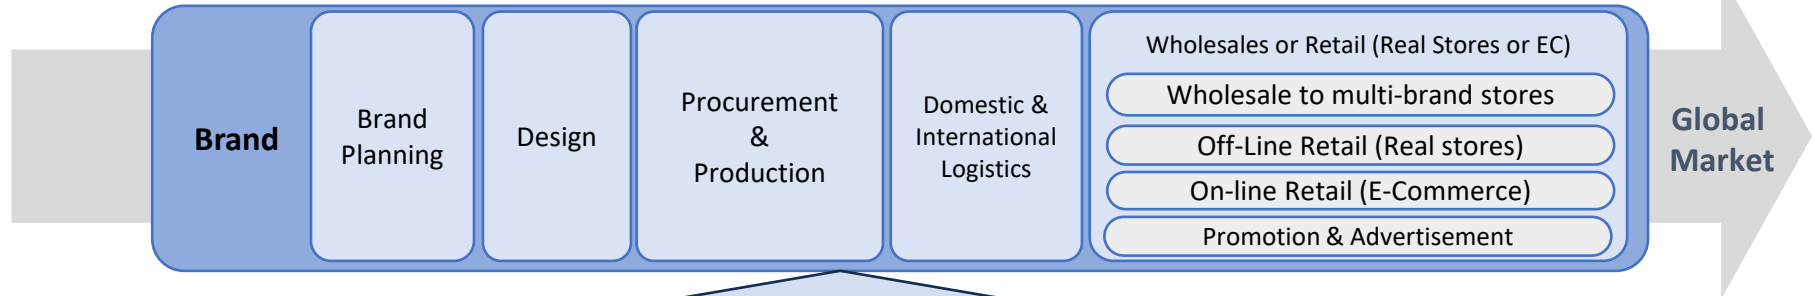 Brand
Brand
Planning
Design
Procurement
&
Production
Domestic &
International
Logistics
Wholesales or Retail (Real Stores or EC)
Wholesale to multi-brand stores
Off-Line Retail (Real stores)
On-line Retail (E-Commerce)
Promotion & Advertisement
Global
Market